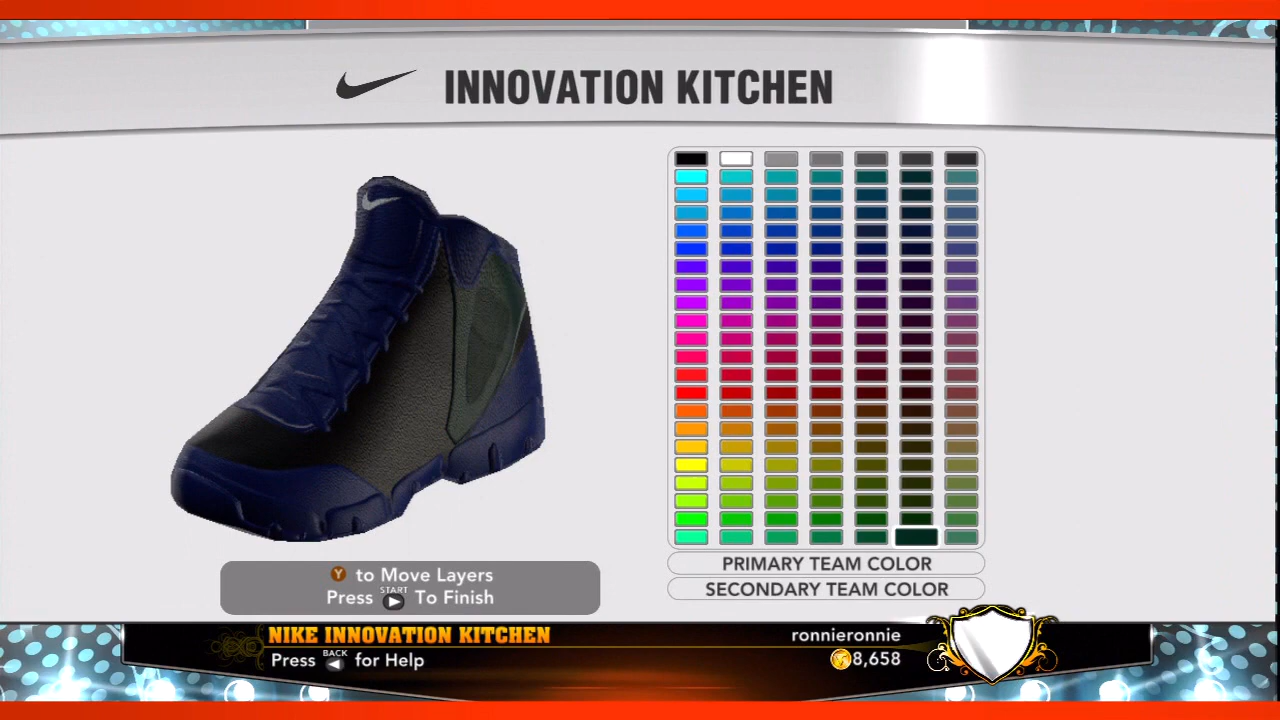 INNOVATION KITCHEN
Y to Move Layers
START
Press To Finish
PRIMARY TEAM COLOR
SECONDARY TEAM COLOR
NIKE INNOVATION KITCHEN
ronnieronnie
BACK
Press for Help
8,658